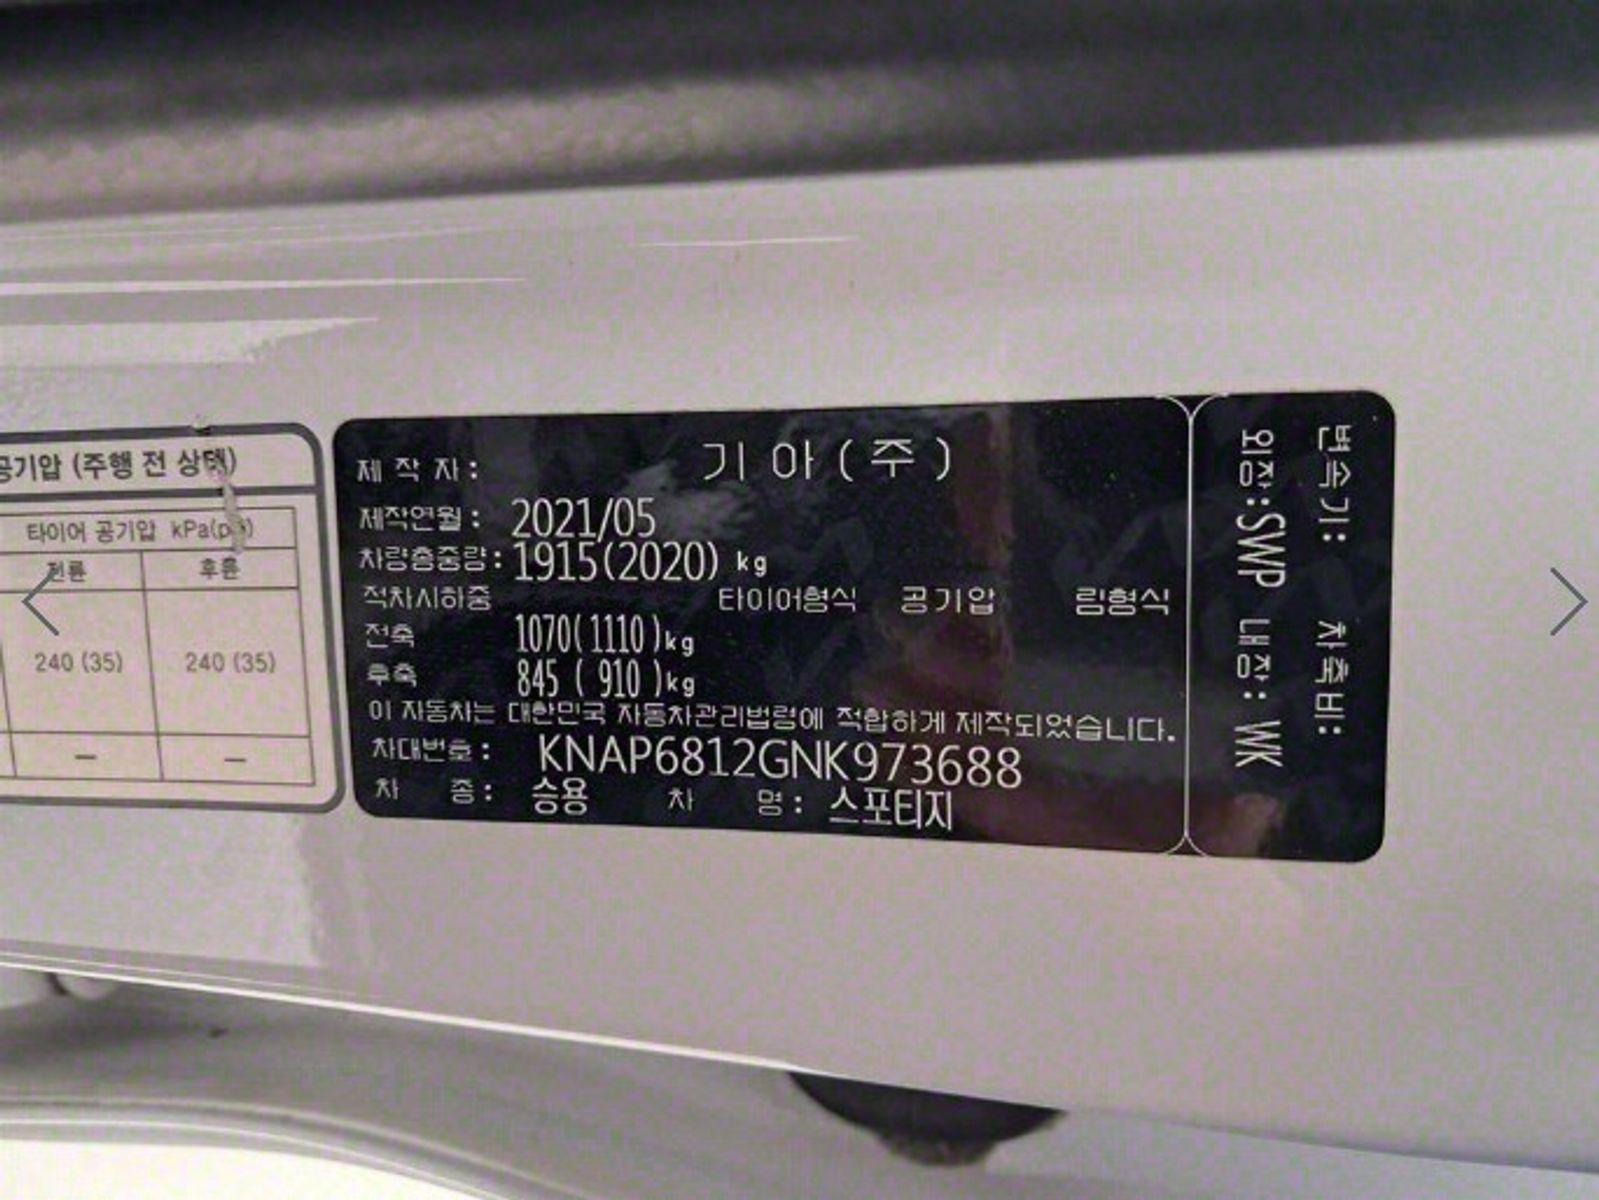 공기압 (주행 전 상태)
타이어 공기압 kPa(psi)
전륜 후륜
240 (35) 240 (35)
– –
제 작 자 : 기 아 ( 주 )
제작연월 : 2021/05
차량총중량 : 1915(2020) kg
적차시하중 타이어형식 공기압 림형식
전축 1070( 1110 )kg
후축 845 ( 910 )kg
이 자동차는 대한민국 자동차관리법령에 적합하게 제작되었습니다.
차대번호 : KNAP6812GNK973688
차 종 : 승용 차 명 : 스포티지
변속기: 차축비:
외장:SWP 내장: WK